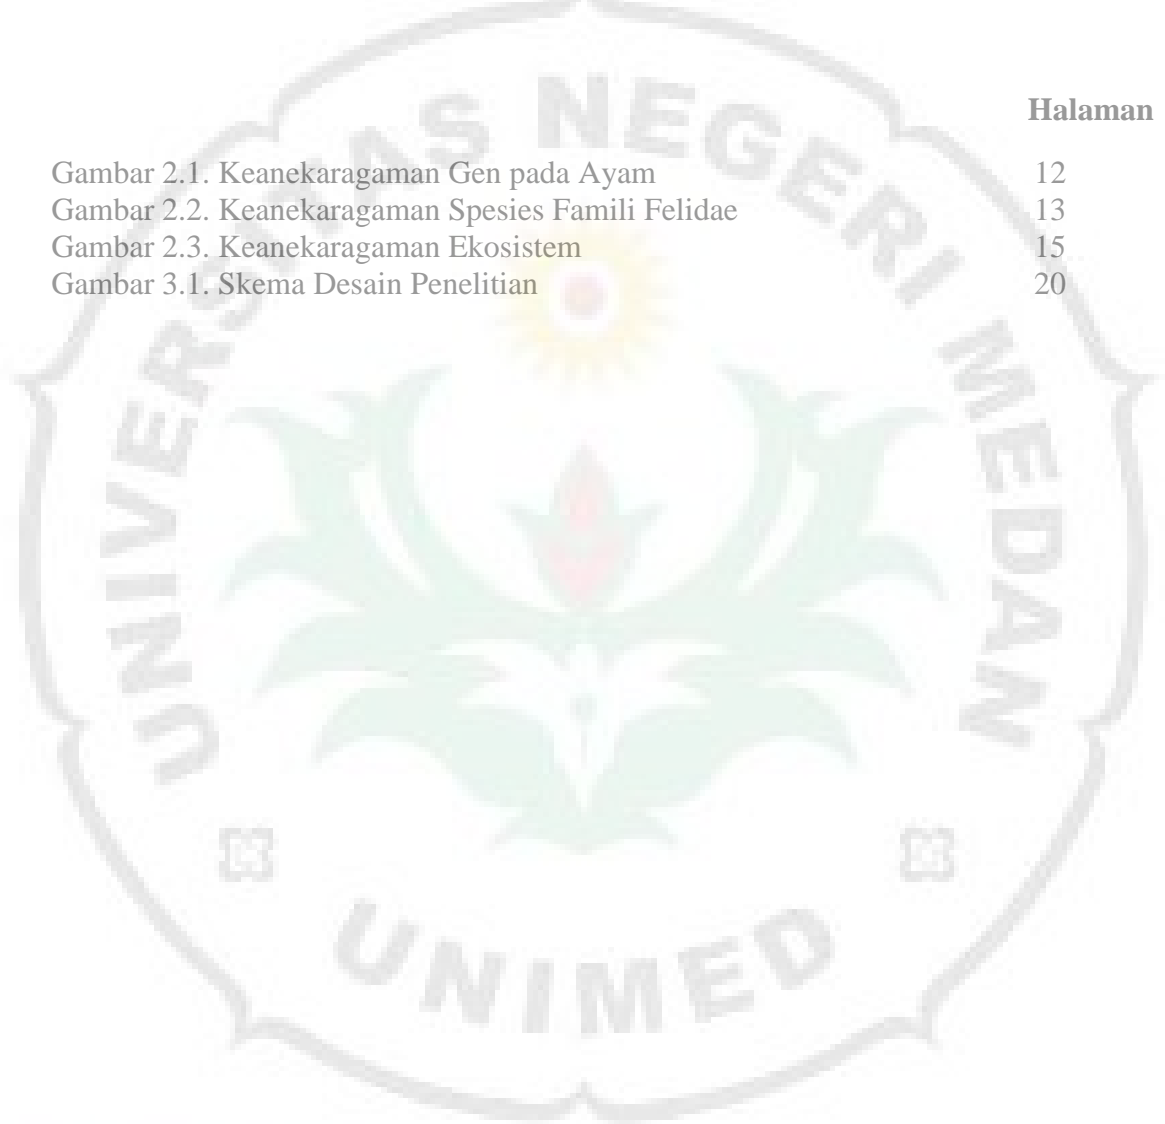 Halaman
Gambar 2.1. Keanekaragaman Gen pada Ayam 12
Gambar 2.2. Keanekaragaman Spesies Famili Felidae 13
Gambar 2.3. Keanekaragaman Ekosistem 15
Gambar 3.1. Skema Desain Penelitian 20
UNIVERSITAS NEGERI MEDAN
UNIMED